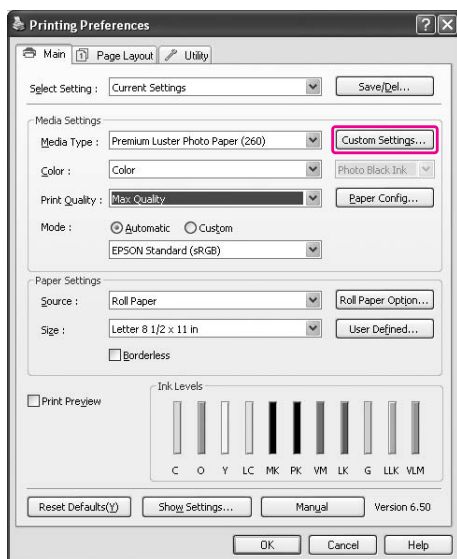 Printing Preferences
Main Page Layout Utility
Select Setting : Current Settings Save/Del...
Media Settings
Media Type : Premium Luster Photo Paper (260) Custom Settings...
Color : Color Photo Black Ink
Print Quality : Max Quality Paper Config...
Mode : Automatic Custom
EPSON Standard (sRGB)
Paper Settings
Source : Roll Paper Roll Paper Option...
Size : Letter 8 1/2 x 11 in User Defined...
Borderless
Print Preview Ink Levels
C O Y LC MK PK VM LK G LLK VLM
Reset Defaults(Y) Show Settings... Manual Version 6.50
OK Cancel Help